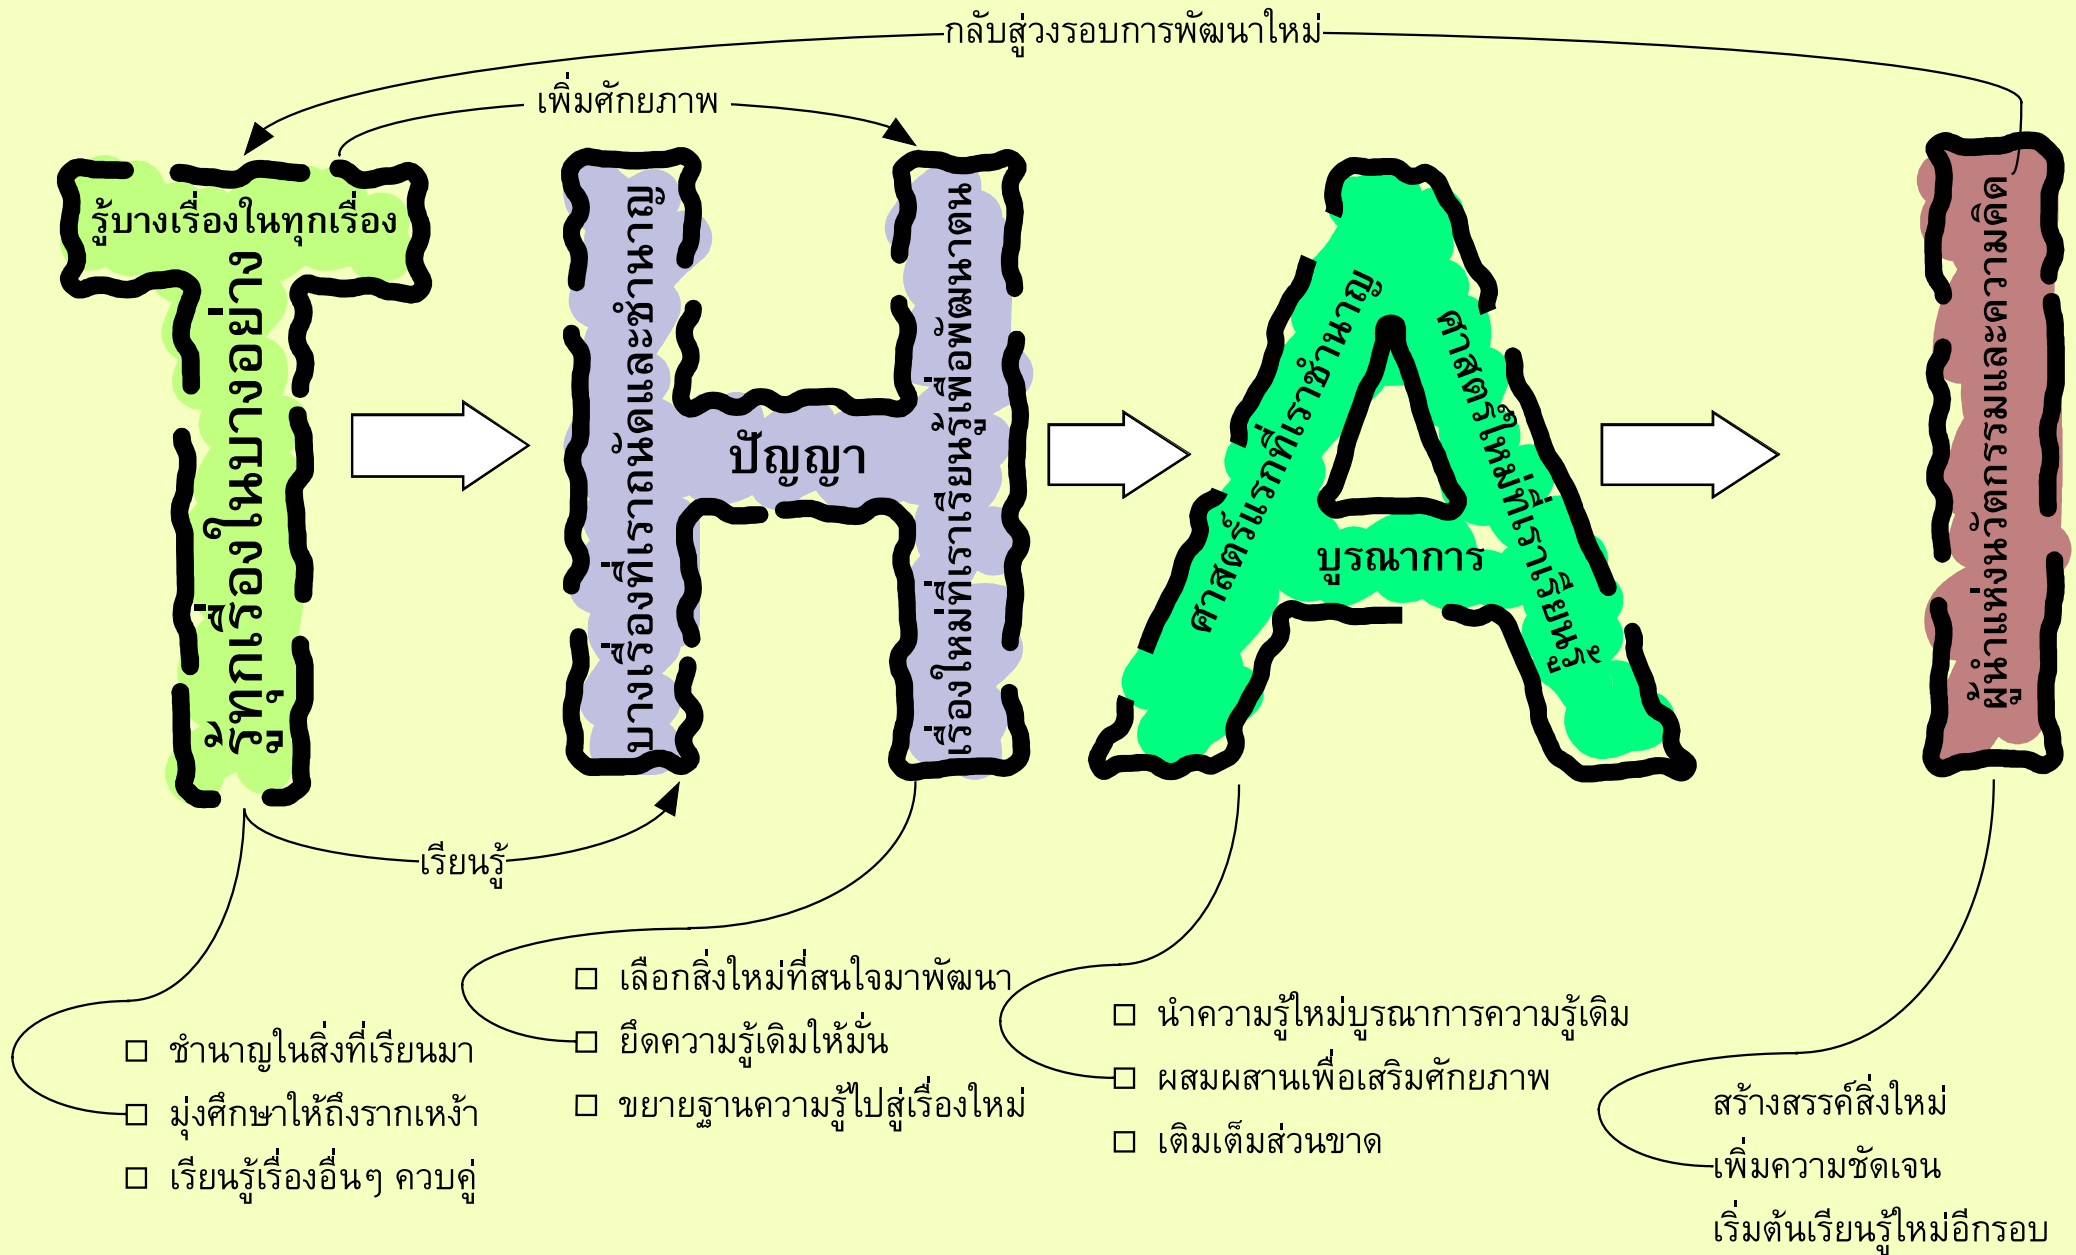 กลับสู่วงรอบการพัฒนาใหม่
เพิ่มศักยภาพ
รู้บางเรื่องในทุกเรื่อง
รู้ทุกเรื่องในบางอย่าง
บางเรื่องที่เราถนัดและชำนาญ
ปัญญา
เรื่องใหม่ที่เราเรียนรู้เพื่อพัฒนาตน
ศาสตร์แรกที่เราชำนาญ
บูรณาการ
ศาสตร์ใหม่ที่เราเรียนรู้
ผู้นำแห่งนวัตกรรมและความคิด
เรียนรู้
ชำนาญในสิ่งที่เรียนมา
มุ่งศึกษาให้ถึงรากเหง้า
เรียนรู้เรื่องอื่นๆ ควบคู่
เลือกสิ่งใหม่ที่สนใจมาพัฒนา
ยึดความรู้เดิมให้มั่น
ขยายฐานความรู้ไปสู่เรื่องใหม่
นำความรู้ใหม่บูรณาการความรู้เดิม
ผสมผสานเพื่อเสริมศักยภาพ
เติมเต็มส่วนขาด
สร้างสรรค์สิ่งใหม่
เพิ่มความชัดเจน
เริ่มต้นเรียนรู้ใหม่อีกรอบ